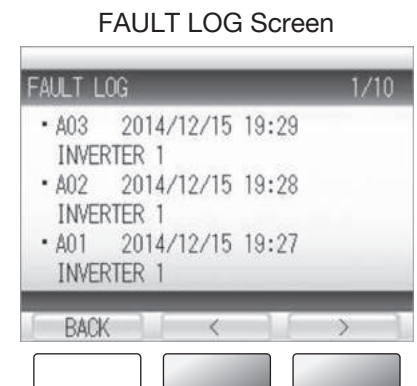 FAULT LOG Screen
FAULT LOG 1/10
• A03 2014/12/15 19:29
INVERTER 1
• A02 2014/12/15 19:28
INVERTER 1
• A01 2014/12/15 19:27
INVERTER 1
BACK < >